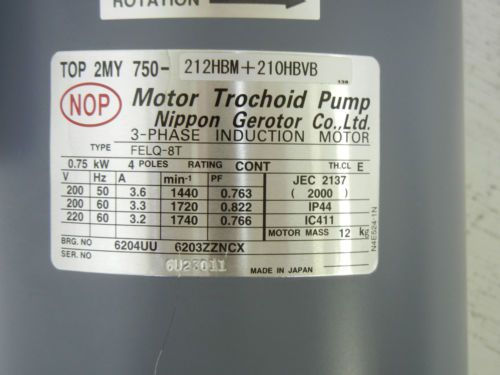 ROTATION
TOP 2MY 750- 212HBM+210HBVB
NOP Motor Trochoid Pump
Nippon Gerotor Co.,Ltd.
3-PHASE INDUCTION MOTOR
TYPE FELQ-8T
0.75 kW 4 POLES RATING CONT TH.CL E
V Hz A min-1 PF JEC 2137
200 50 3.6 1440 0.763 ( 2000 )
200 60 3.3 1720 0.822 IP44
220 60 3.2 1740 0.766 IC411
MOTOR MASS 12 kg
BRG. NO 6204UU 6203ZZNCX
SER. NO
MADE IN JAPAN
N4E524-1N